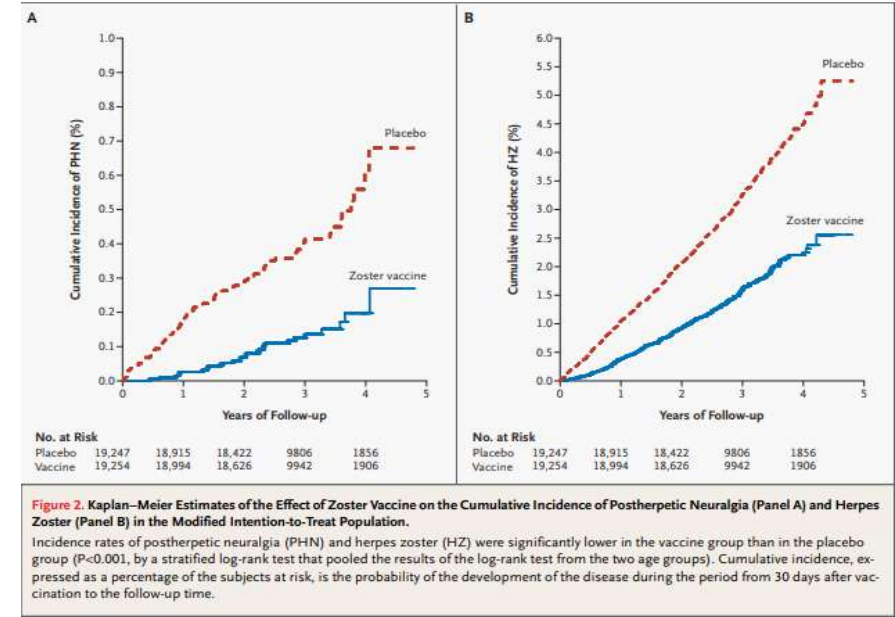 A
1.0
0.9
0.8
0.7
0.6
0.5
0.4
0.3
0.2
0.1
0.0
Cumulative Incidence of PHN (%)
Placebo
Zoster vaccine
0 1 2 3 4 5
Years of Follow-up
No. at Risk
Placebo 19,247 18,915 18,422 9806 1856
Vaccine 19,254 18,994 18,626 9942 1906
B
6.0
5.5
5.0
4.5
4.0
3.5
3.0
2.5
2.0
1.5
1.0
0.5
0.0
Cumulative Incidence of HZ (%)
Placebo
Zoster vaccine
0 1 2 3 4 5
Years of Follow-up
No. at Risk
Placebo 19,247 18,915 18,422 9806 1856
Vaccine 19,254 18,994 18,626 9942 1906
Figure 2. Kaplan–Meier Estimates of the Effect of Zoster Vaccine on the Cumulative Incidence of Postherpetic Neuralgia (Panel A) and Herpes
Zoster (Panel B) in the Modified Intention-to-Treat Population.
Incidence rates of postherpetic neuralgia (PHN) and herpes zoster (HZ) were significantly lower in the vaccine group than in the placebo
group (P<0.001, by a stratified log-rank test that pooled the results of the log-rank test from the two age groups). Cumulative incidence, ex-
pressed as a percentage of the subjects at risk, is the probability of the development of the disease during the period from 30 days after vac-
cination to the follow-up time.